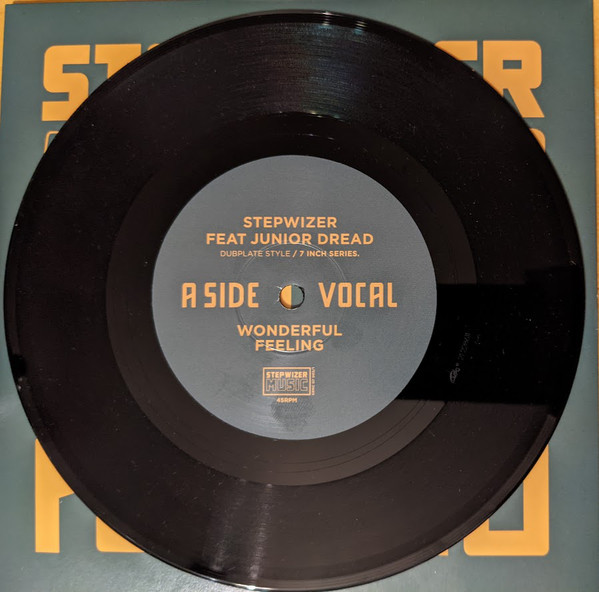 STEPWIZER
FEAT JUNIOR DREAD
DUBPLATE STYLE / 7 INCH SERIES.
A SIDE VOCAL
WONDERFUL
FEELING
STEPWIZER
MUSIC
45RPM